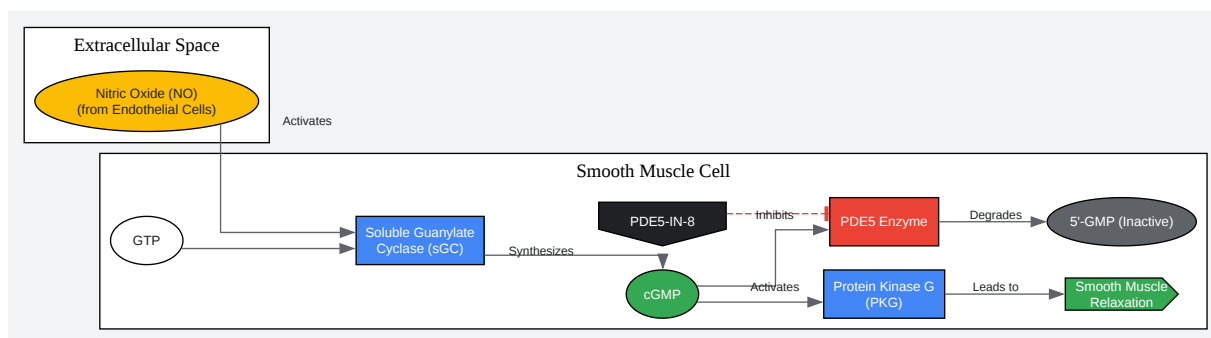 Extracellular Space
Nitric Oxide (NO)
(from Endothelial Cells)
Activates
Smooth Muscle Cell
GTP
Soluble Guanylate
Cyclase (sGC)
Synthesizes
PDE5-IN-8
Inhibits
PDE5 Enzyme
Degrades
5'-GMP (Inactive)
cGMP
Activates
Protein Kinase G
(PKG)
Leads to
Smooth Muscle
Relaxation